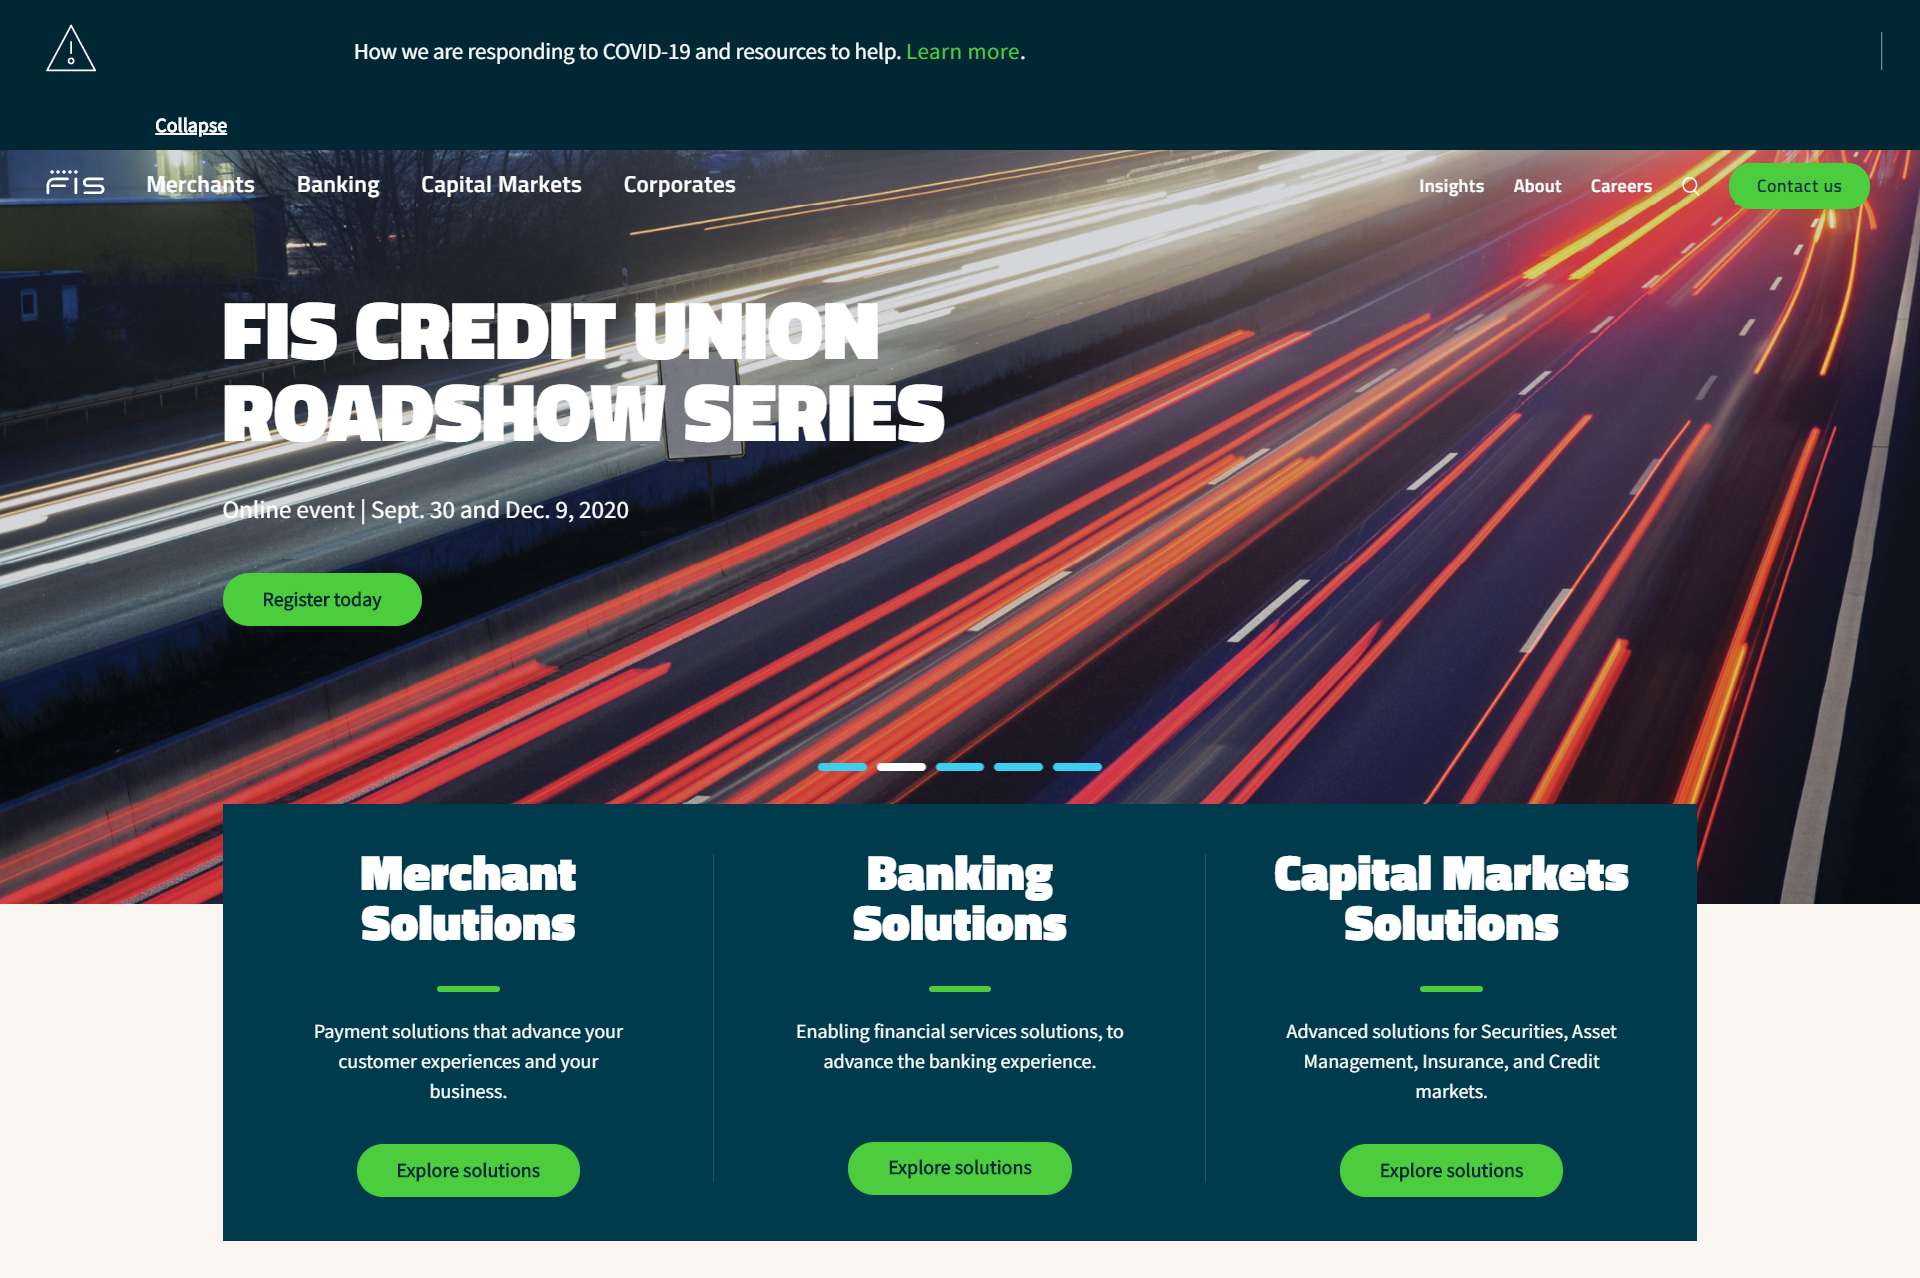 How we are responding to COVID-19 and resources to help. Learn more.
Collapse
FIS Merchants Banking Capital Markets Corporates Insights About Careers Contact us
FIS CREDIT UNION
ROADSHOW SERIES
Online event | Sept. 30 and Dec. 9, 2020
Register today
Merchant
Solutions
Payment solutions that advance your
customer experiences and your
business.
Explore solutions
Banking
Solutions
Enabling financial services solutions, to
advance the banking experience.
Explore solutions
Capital Markets
Solutions
Advanced solutions for Securities, Asset
Management, Insurance, and Credit
markets.
Explore solutions